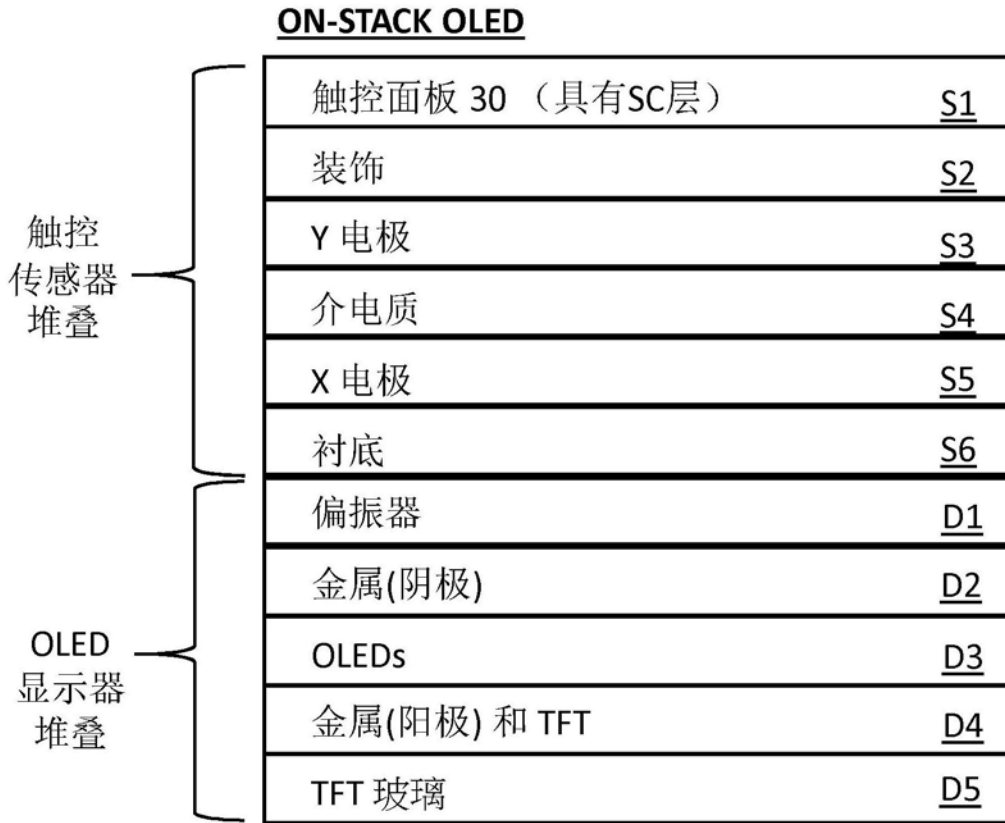 ON-STACK OLED
触控面板 30 （具有SC层） S1
装饰 S2
Y 电极 S3
介电质 S4
X 电极 S5
衬底 S6
触控
传感器
堆叠
偏振器 D1
金属(阴极) D2
OLEDs D3
金属(阳极) 和 TFT D4
TFT 玻璃 D5
OLED
显示器
堆叠